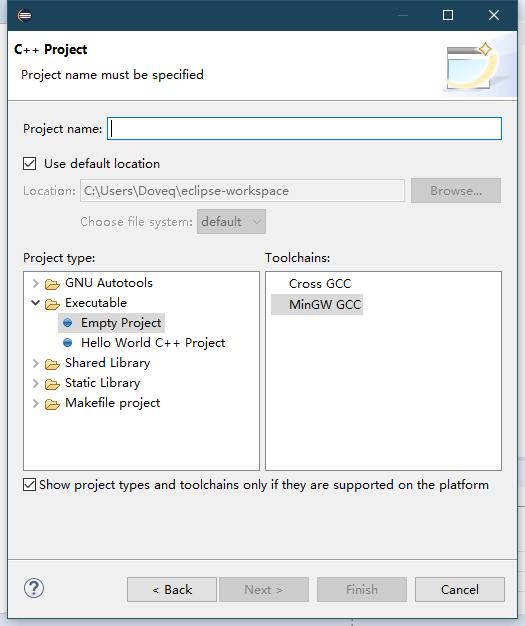 C++ Project
Project name must be specified
Project name:
Use default location
Location: C:\Users\Doveq\eclipse-workspace Browse...
Choose file system: default
Project type: Toolchains:
GNU Autotools Cross GCC
Executable MinGW GCC
Empty Project
Hello World C++ Project
Shared Library
Static Library
Makefile project
Show project types and toolchains only if they are supported on the platform
? < Back Next > Finish Cancel